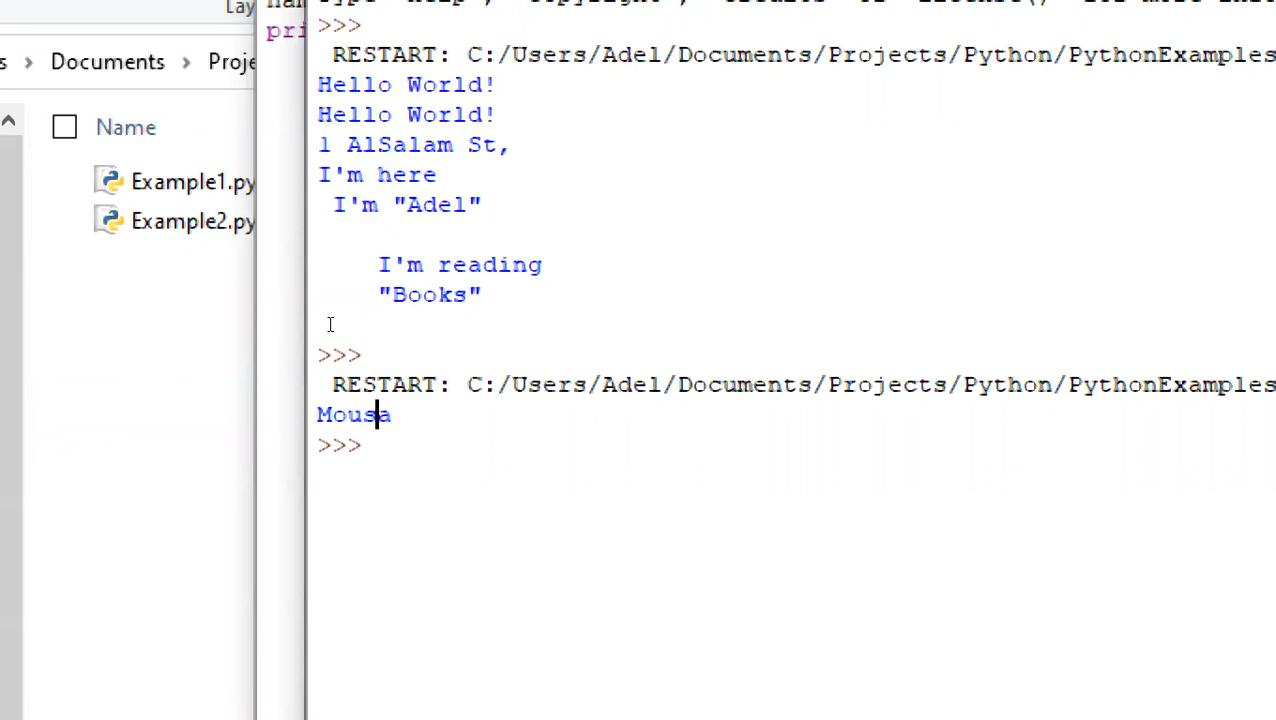 Lay
Documents
Name
Example1.py
Example2.py
pri
>>>
RESTART: C:/Users/Adel/Documents/Projects/Python/PythonExamples
Hello World!
Hello World!
1 AlSalam St,
I'm here
I'm "Adel"
I'm reading
"Books"
>>>
RESTART: C:/Users/Adel/Documents/Projects/Python/PythonExamples
Mousa
>>>